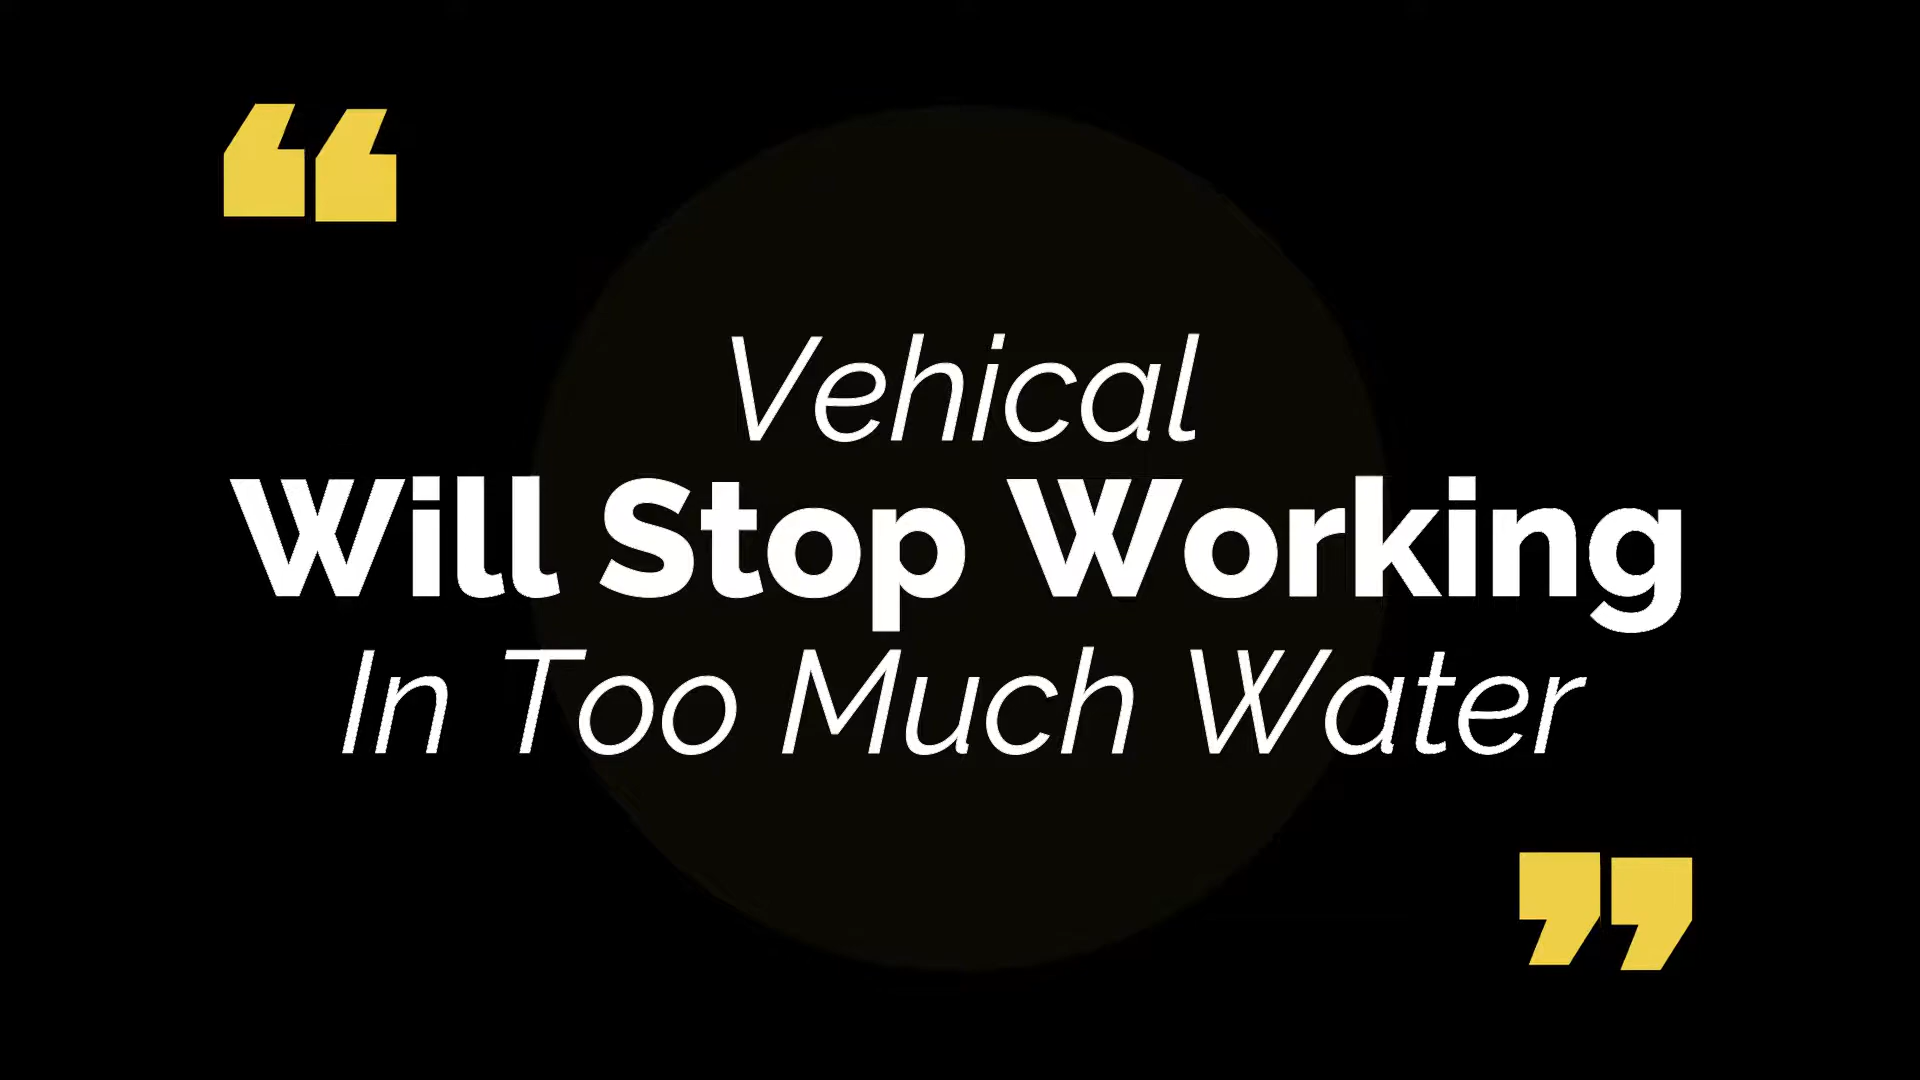 “
Vehical
Will Stop Working
In Too Much Water
”